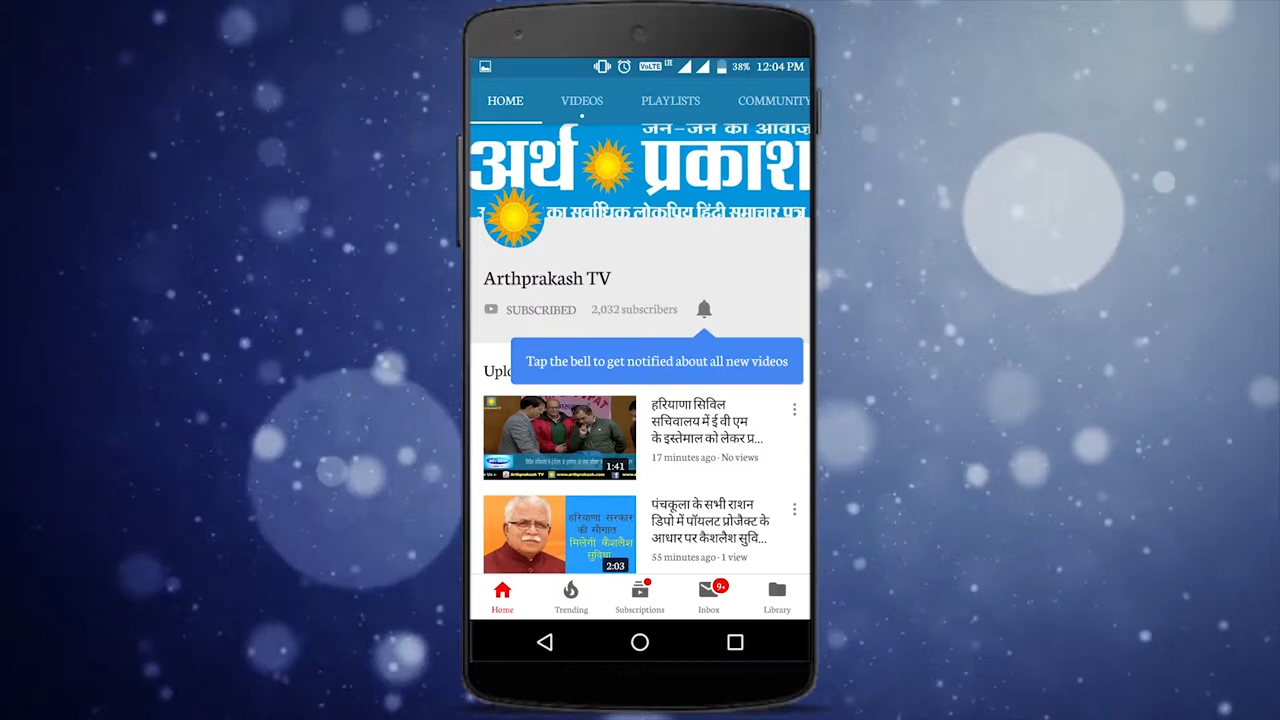 VoLTE LTE 38% 12:04 PM
HOME VIDEOS PLAYLISTS COMMUNITY
जन-जन की आवाज़
अर्थ प्रकाश
का सर्वाधिक लोकप्रिय हिंदी समाचार पत्र
Arthprakash TV
SUBSCRIBED 2,032 subscribers
Tap the bell to get notified about all new videos
हरियाणा सिविल
सचिवालय में ई वी एम
के इस्तेमाल को लेकर प्र...
17 minutes ago · No views
Arthprakash TV
1:41
पंचकूला के सभी राशन
डिपो में पॉयलट प्रोजैक्ट के
आधार पर कैशलैश सुवि...
55 minutes ago · 1 view
हरियाणा सरकार
की सौगात
मिलेगी कैशलैश
सुविधा
2:03
9+
Home Trending Subscriptions Inbox Library